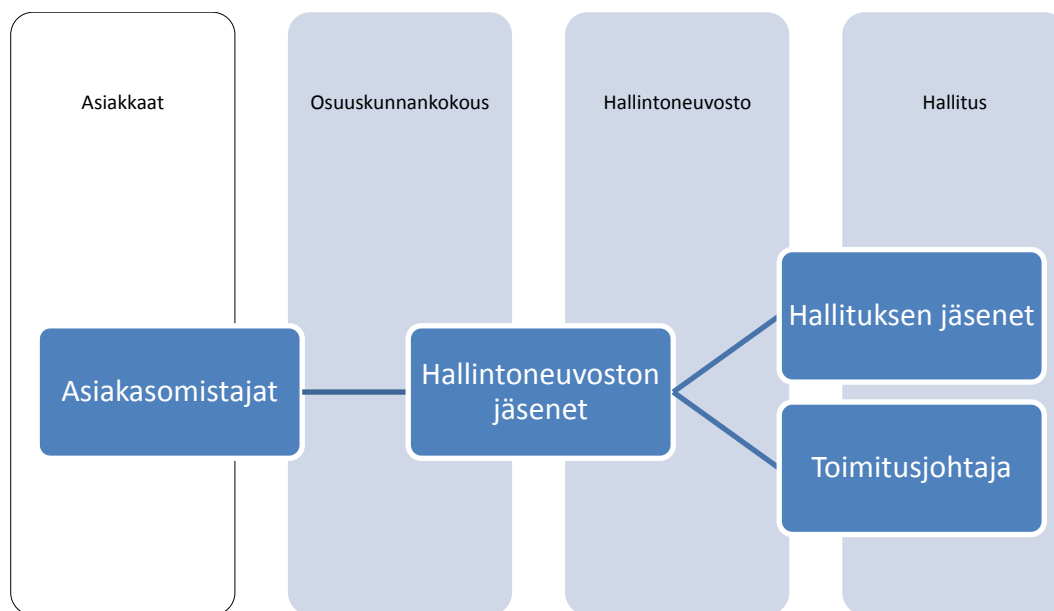 Asiakkaat
Osuuskunnankokous
Hallintoneuvosto
Hallitus
Asiakasomistajat
Hallintoneuvoston
jäsenet
Hallituksen jäsenet
Toimitusjohtaja